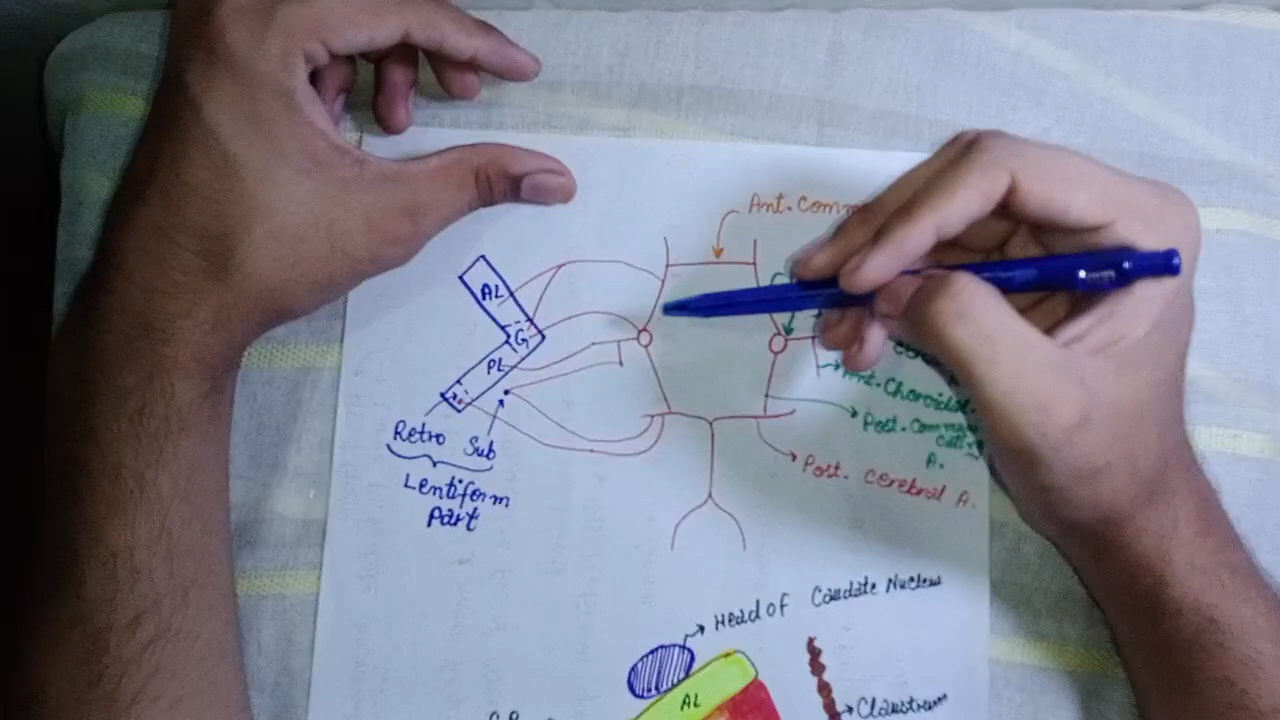 Ant. Comm
AL
G
PL
Ant. Choroidal
Post. Comm
A.
Retro Sub
Post. Cerebral A.
Lentiform
Part
Head of Caudate Nucleus
AL
Claustrum